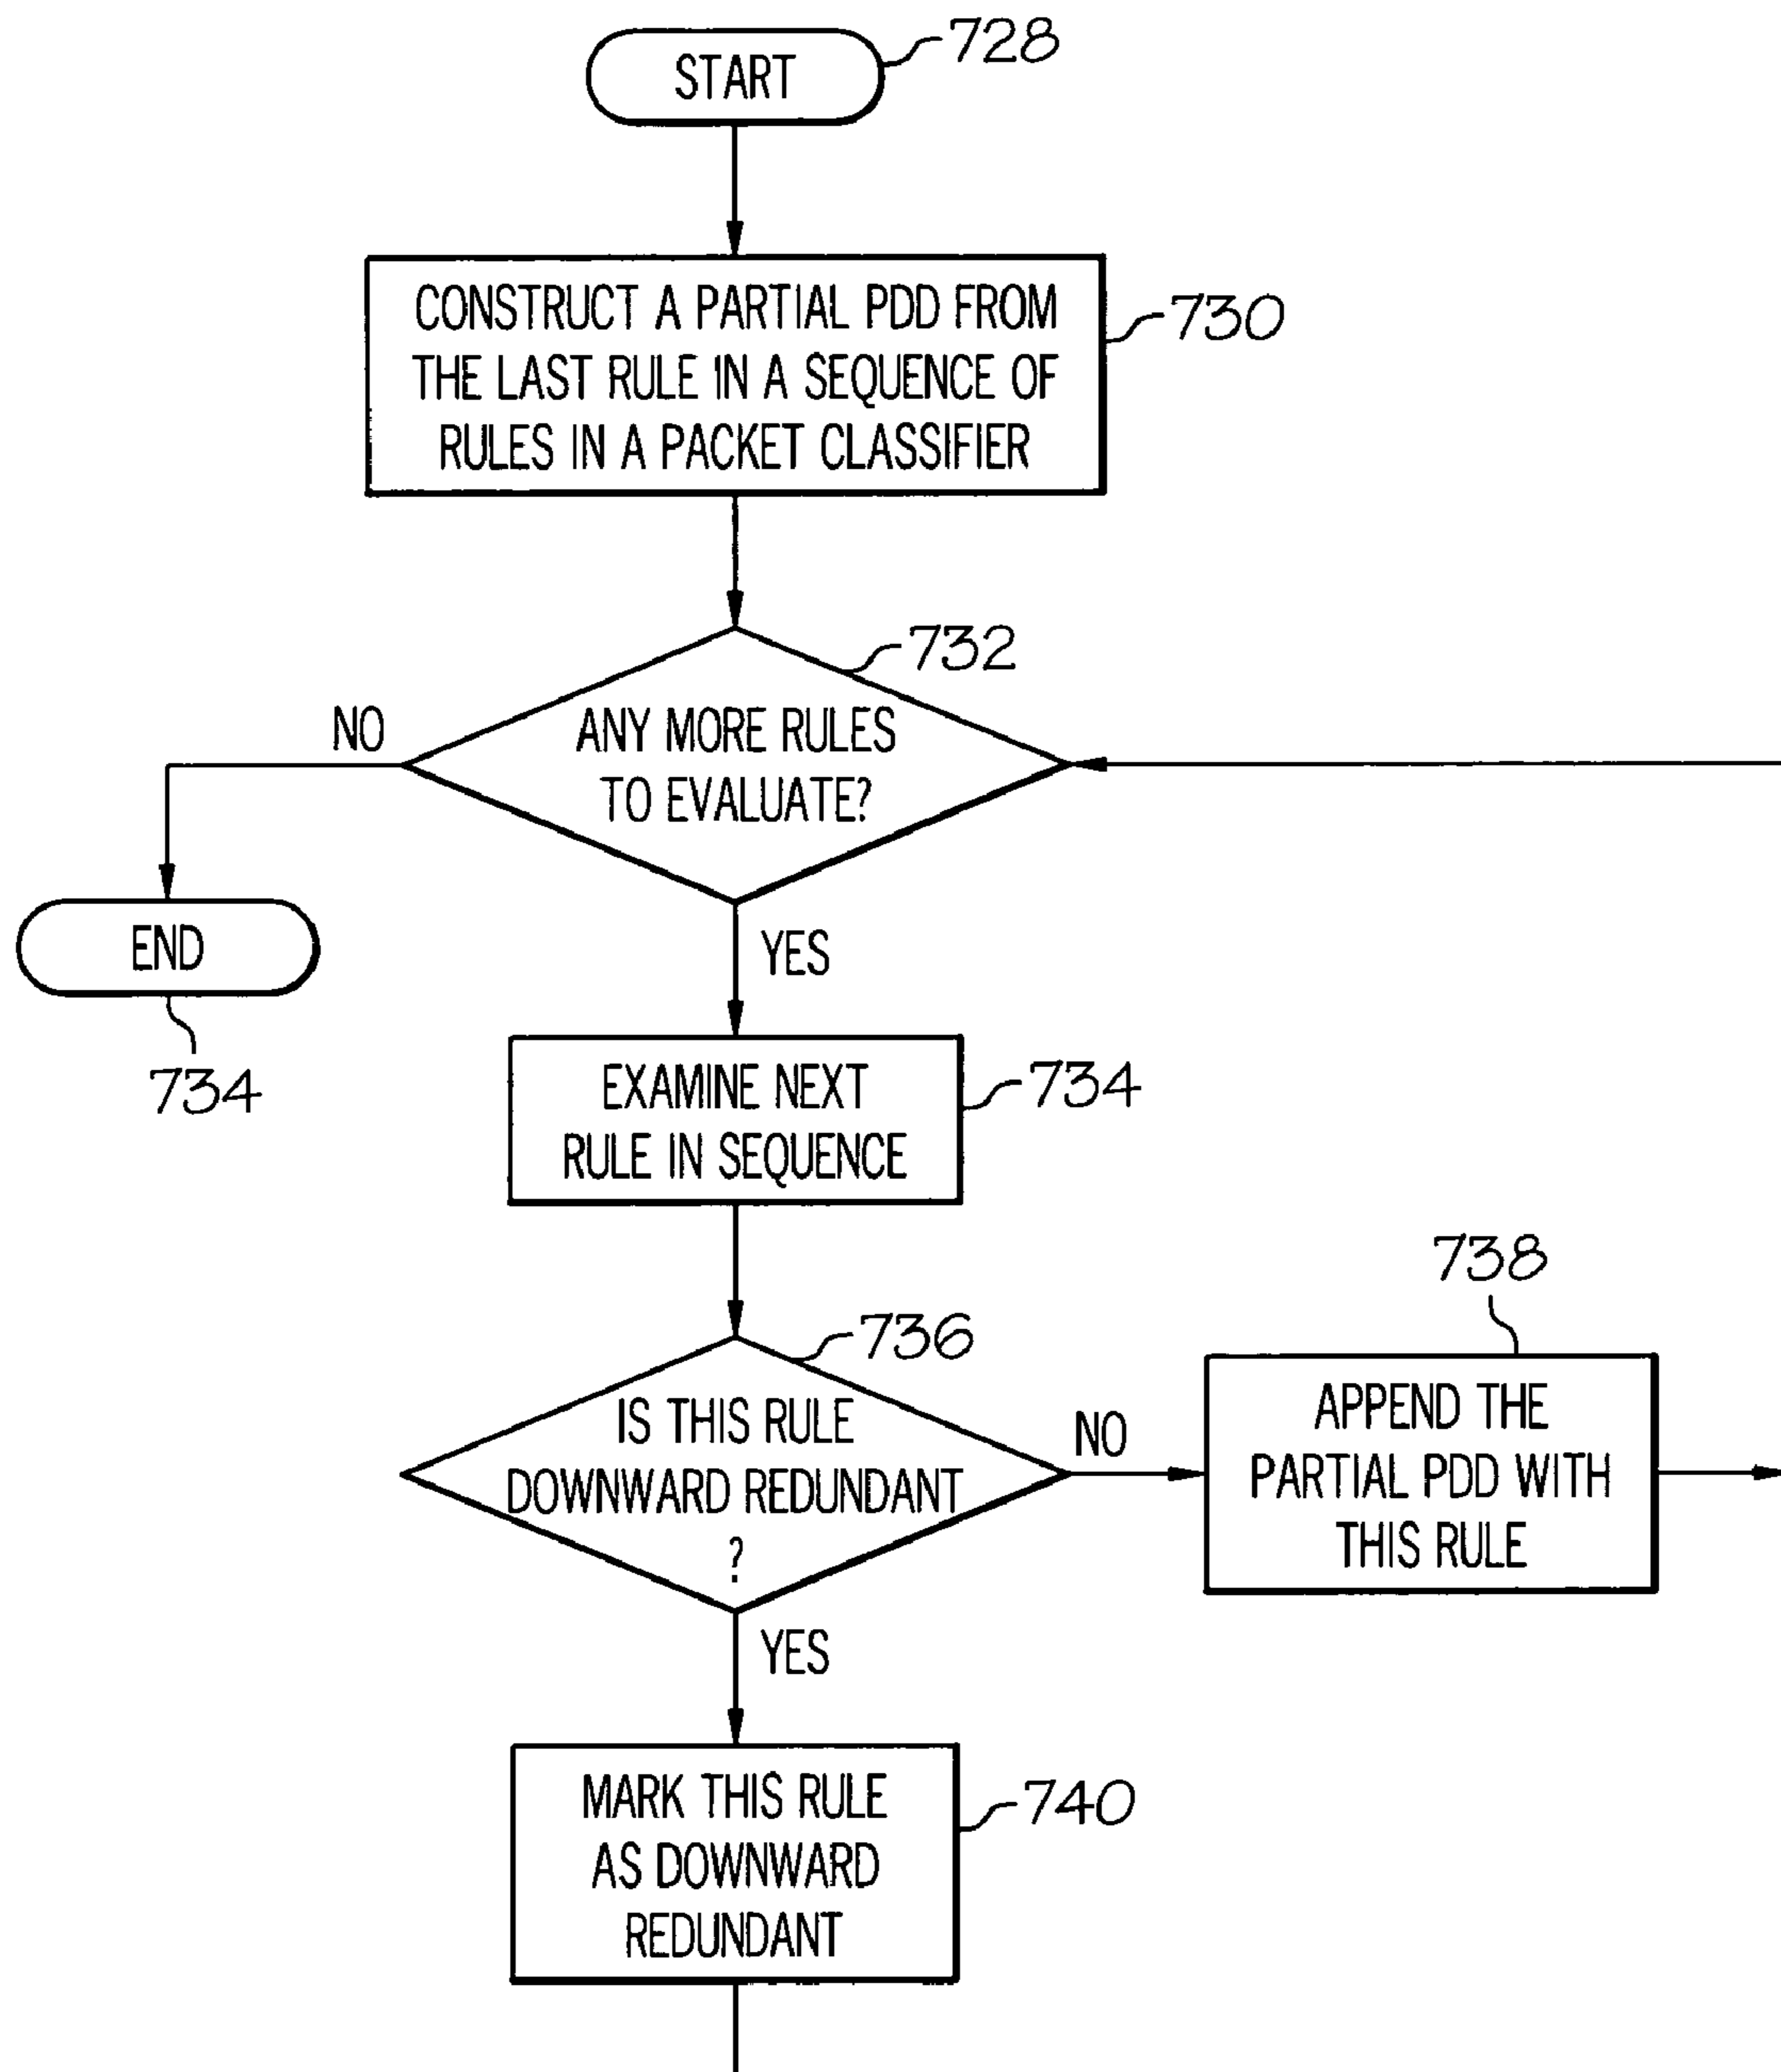 START
728
CONSTRUCT A PARTIAL PDD FROM
THE LAST RULE IN A SEQUENCE OF
RULES IN A PACKET CLASSIFIER
730
732
ANY MORE RULES
TO EVALUATE?
NO
END
734
YES
EXAMINE NEXT
RULE IN SEQUENCE
734
736
IS THIS RULE
DOWNWARD REDUNDANT
?
NO
738
APPEND THE
PARTIAL PDD WITH
THIS RULE
YES
MARK THIS RULE
AS DOWNWARD
REDUNDANT
740